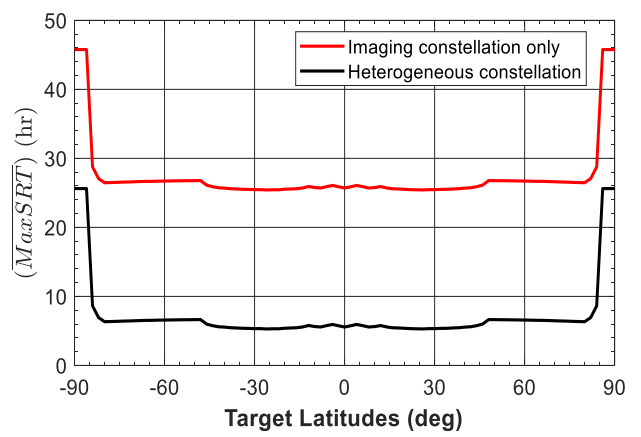 50
40
30
20
10
0
-90 -60 -30 0 30 60 90
(MaxSRT) (hr)
Target Latitudes (deg)
Imaging constellation only
Heterogeneous constellation